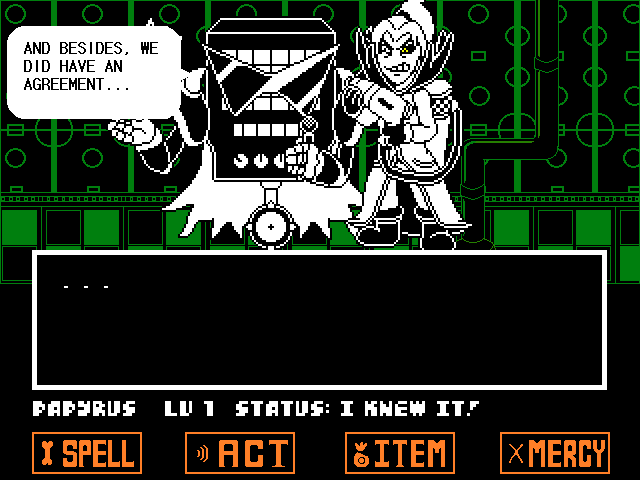 AND BESIDES, WE
DID HAVE AN
AGREEMENT...
...
PAPYRUS LV 1 STATUS: I KNEW IT!
SPELL ACT ITEM MERCY